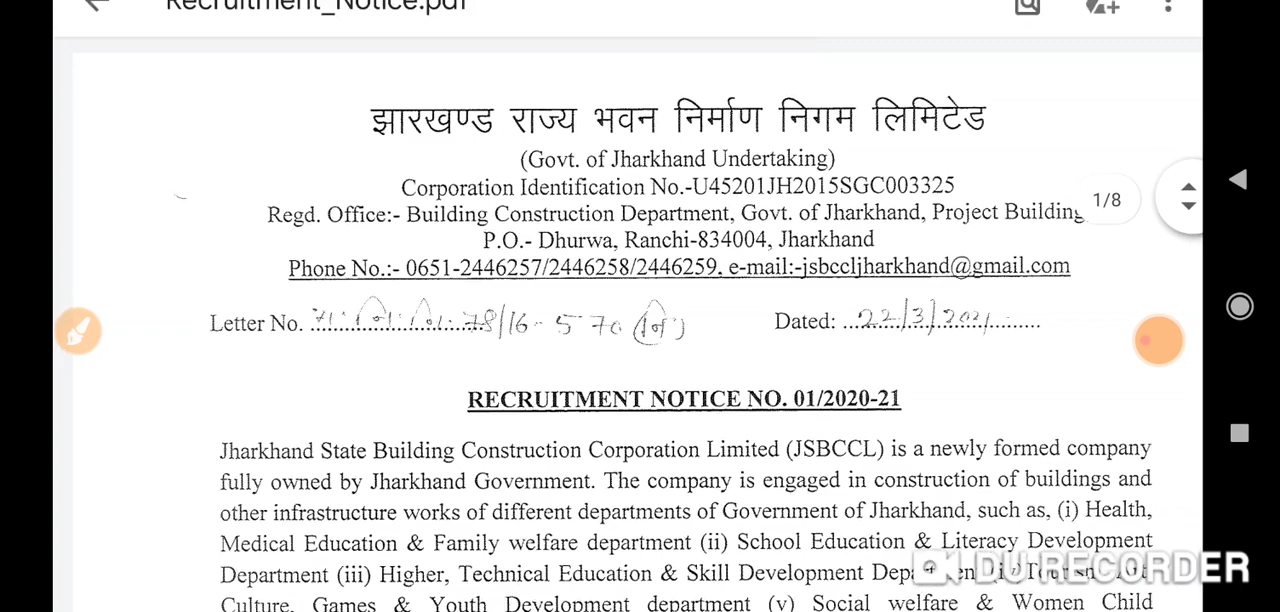 Recruitment_Notice.pdf
झारखण्ड राज्य भवन निर्माण निगम लिमिटेड
(Govt. of Jharkhand Undertaking)
Corporation Identification No.-U45201JH2015SGC003325
Regd. Office:- Building Construction Department, Govt. of Jharkhand, Project Building
1/8
P.O.- Dhurwa, Ranchi-834004, Jharkhand
Phone No.:- 0651-2446257/2446258/2446259, e-mail:-jsbccljharkhand@gmail.com
Letter No. 78/16-570
Dated: 22/3/2021
RECRUITMENT NOTICE NO. 01/2020-21
Jharkhand State Building Construction Corporation Limited (JSBCCL) is a newly formed company
fully owned by Jharkhand Government. The company is engaged in construction of buildings and
other infrastructure works of different departments of Government of Jharkhand, such as, (i) Health,
Medical Education & Family welfare department (ii) School Education & Literacy Development
Department (iii) Higher, Technical Education & Skill Development
DU RECORDER
Culture, Games & Youth Development department (v) Social welfare & Women Child